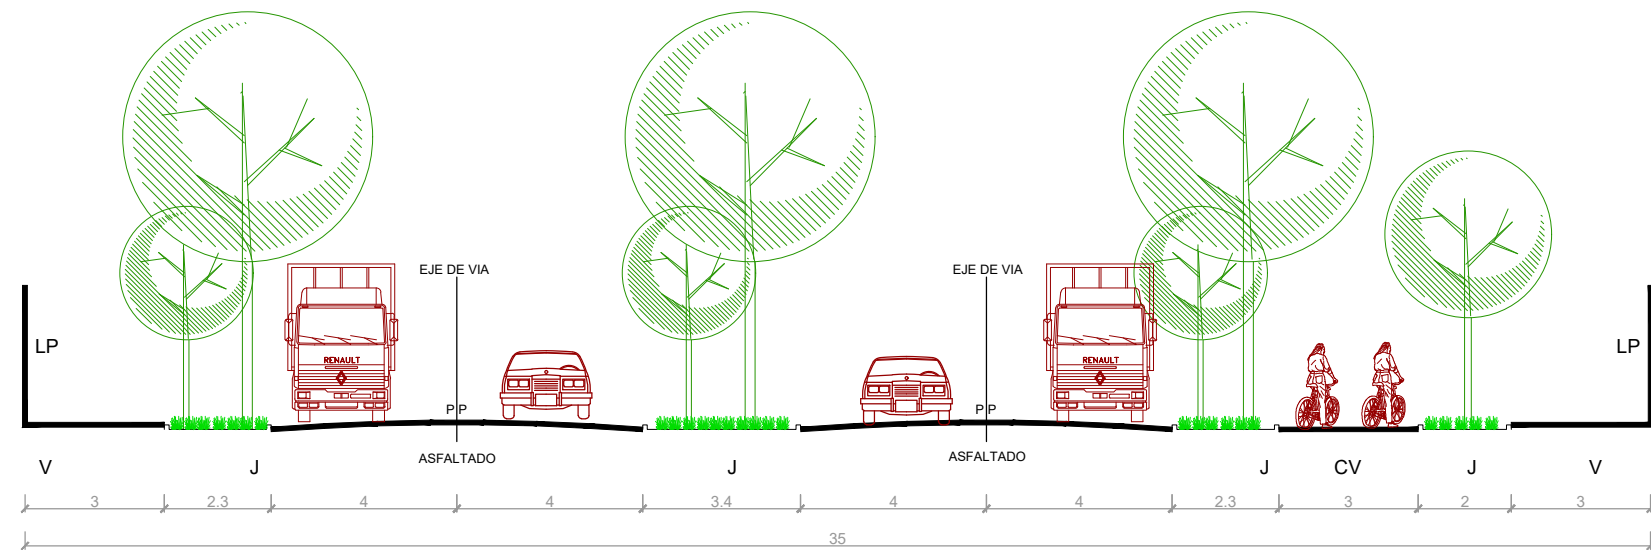 EJE DE VIA
EJE DE VIA
LP
LP
RENAULT
RENAULT
P P
P P
ASFALTADO
ASFALTADO
V J J J CV J V
3 2.3 4 4 3.4 4 4 2.3 3 2 3
35